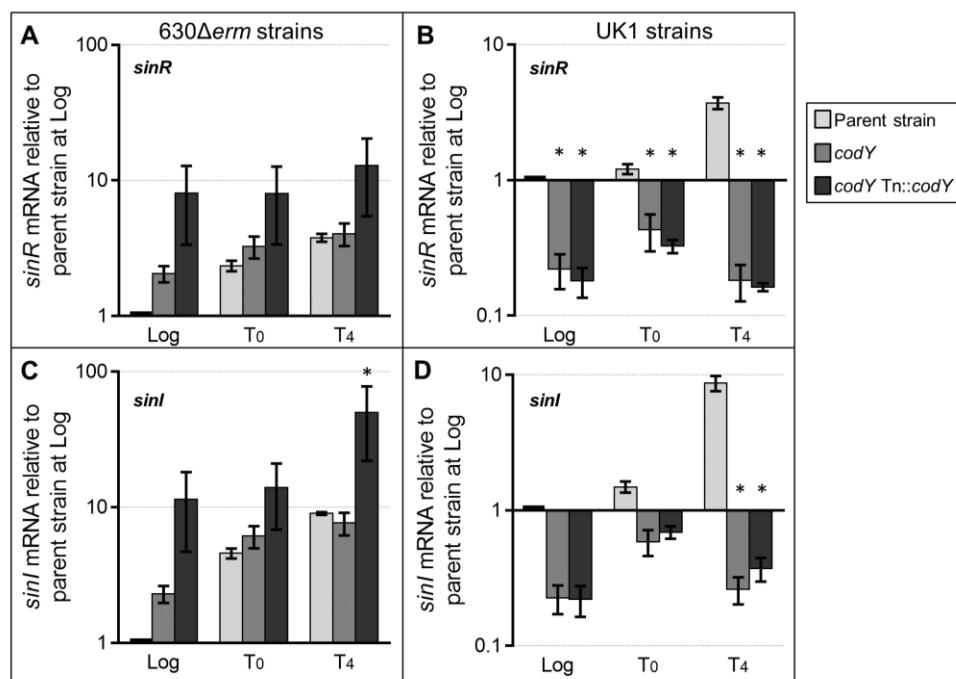 630Δerm strains
UK1 strains
A
sinR
sinR mRNA relative to
parent strain at Log
100
10
1
Log
T0
T4
B
sinR
sinR mRNA relative to
parent strain at Log
10
1
0.1
* * * * * *
Log
T0
T4
Parent strain
codY
codY Tn::codY
C
sinI
sinI mRNA relative to
parent strain at Log
100
10
1
*
Log
T0
T4
D
sinI
sinI mRNA relative to
parent strain at Log
10
1
0.1
* *
Log
T0
T4